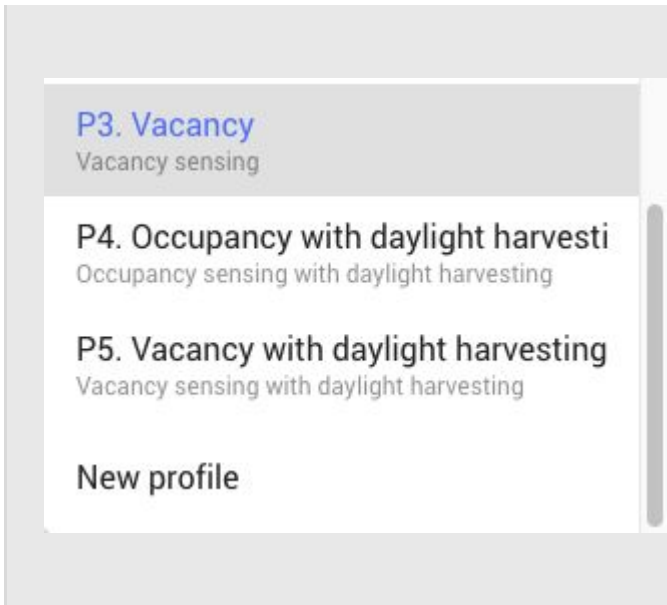 P3. Vacancy
Vacancy sensing
P4. Occupancy with daylight harvesti
Occupancy sensing with daylight harvesting
P5. Vacancy with daylight harvesting
Vacancy sensing with daylight harvesting
New profile